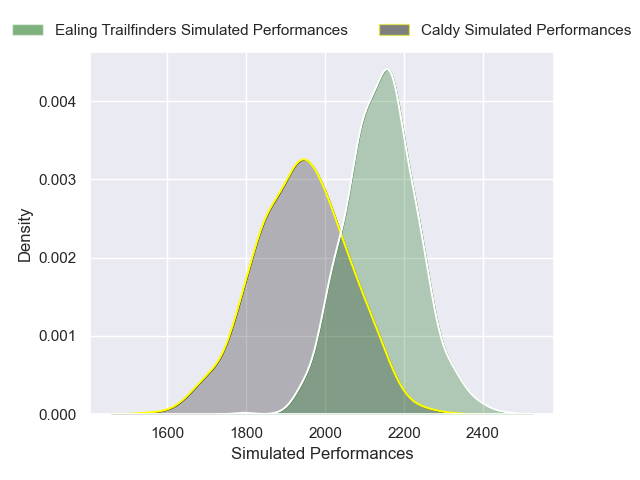 Ealing Trailfinders Simulated Performances Caldy Simulated Performances
0.004
0.003
0.002
0.001
0.000
Density
1600 1800 2000 2200 2400
Simulated Performances